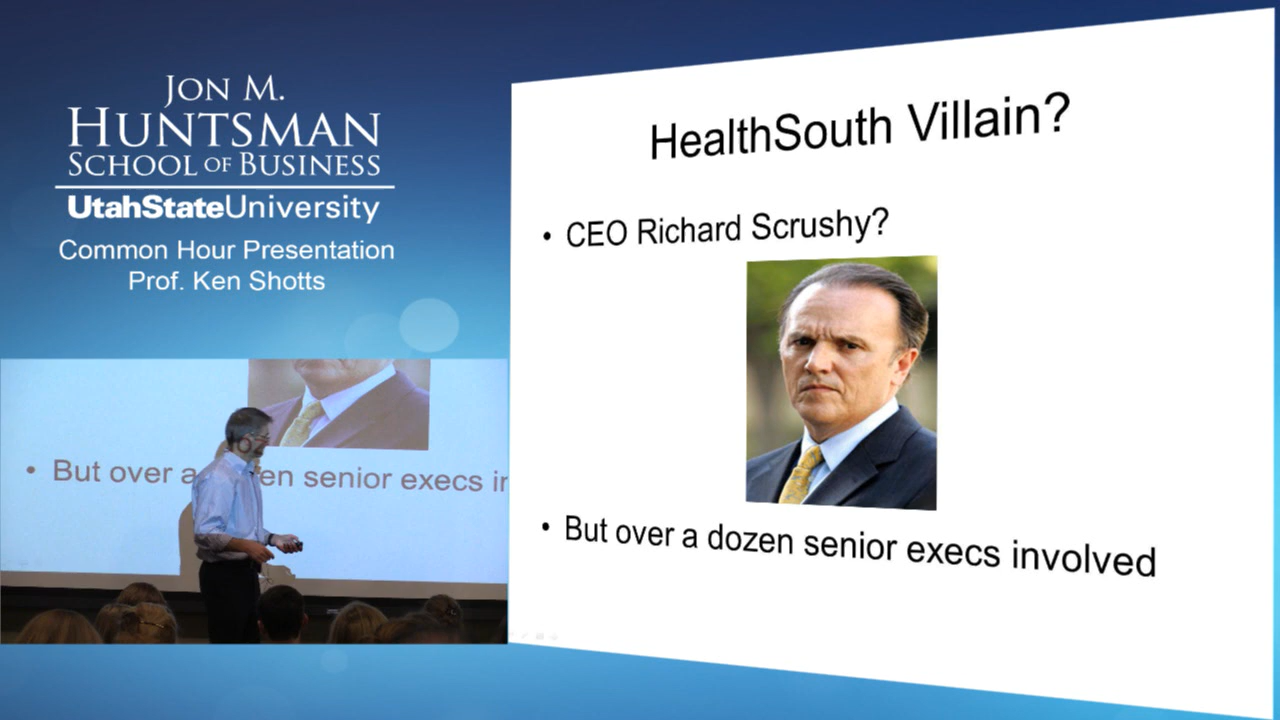 JON M.
HUNTSMAN
SCHOOL OF BUSINESS
UtahStateUniversity
Common Hour Presentation
Prof. Ken Shotts
• But over a en senior execs in
HealthSouth Villain?
• CEO Richard Scrushy?
• But over a dozen senior execs involved